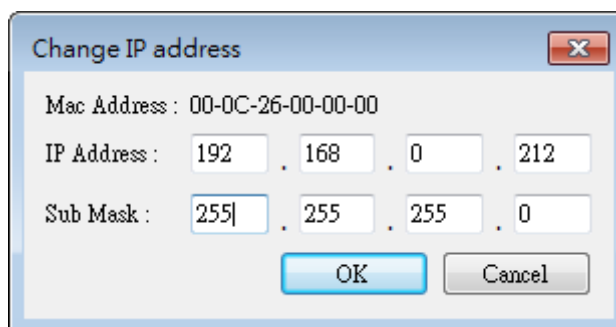 Change IP address
Mac Address : 00-0C-26-00-00-00
IP Address : 192 . 168 . 0 . 212
Sub Mask : 255 . 255 . 255 . 0
OK Cancel